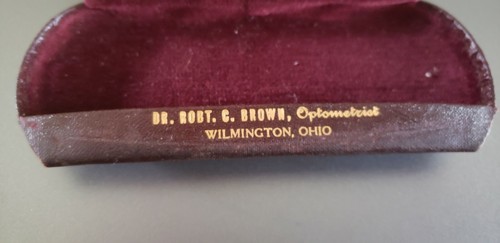 DR. ROBT. C. BROWN, Optometrist
WILMINGTON, OHIO